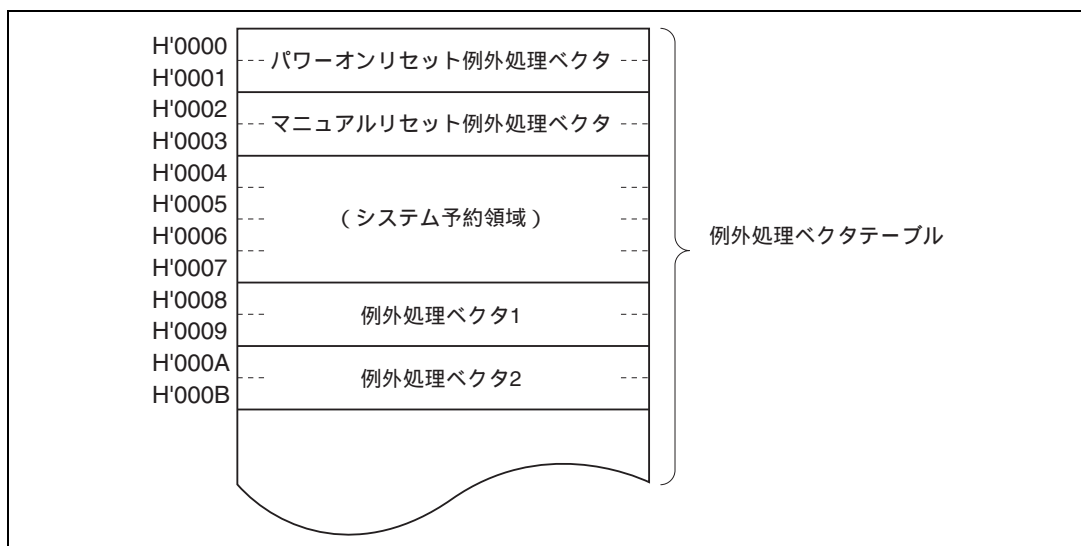 H'0000
パワーオンリセット例外処理ベクタ
H'0001
H'0002
マニュアルリセット例外処理ベクタ
H'0003
H'0004
H'0005
(システム予約領域)
例外処理ベクタテーブル
H'0006
H'0007
H'0008
例外処理ベクタ1
H'0009
H'000A
例外処理ベクタ2
H'000B